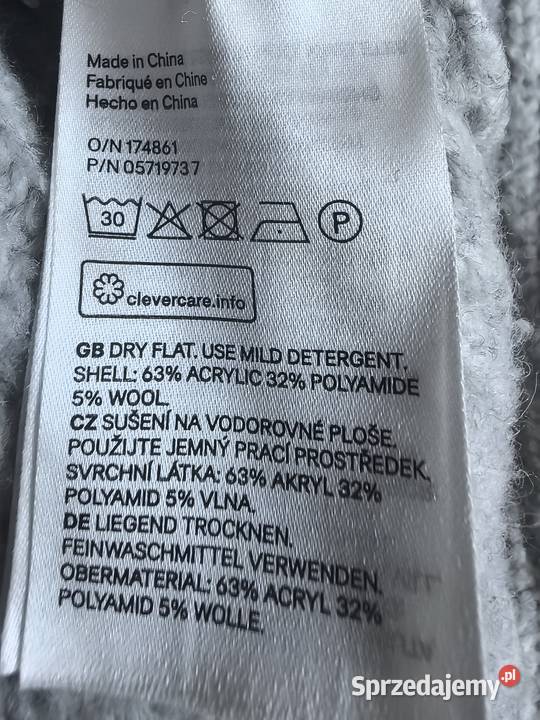 Made in China
Fabriqué en Chine
Hecho en China
O/N 174861
P/N 05719737
30
P
clevercare.info
GB DRY FLAT. USE MILD DETERGENT.
SHELL: 63% ACRYLIC 32% POLYAMIDE
5% WOOL.
CZ SUŠENÍ NA VODOROVNÉ PLOŠE.
POUŽIJTE JEMNÝ PRACÍ PROSTŘEDEK.
SVRCHNÍ LÁTKA: 63% AKRYL 32%
POLYAMID 5% VLNA.
DE LIEGEND TROCKNEN.
FEINWASCHMITTEL VERWENDEN.
OBERMATERIAL: 63% ACRYL 32%
POLYAMID 5% WOLLE.
Sprzedajemy.pl